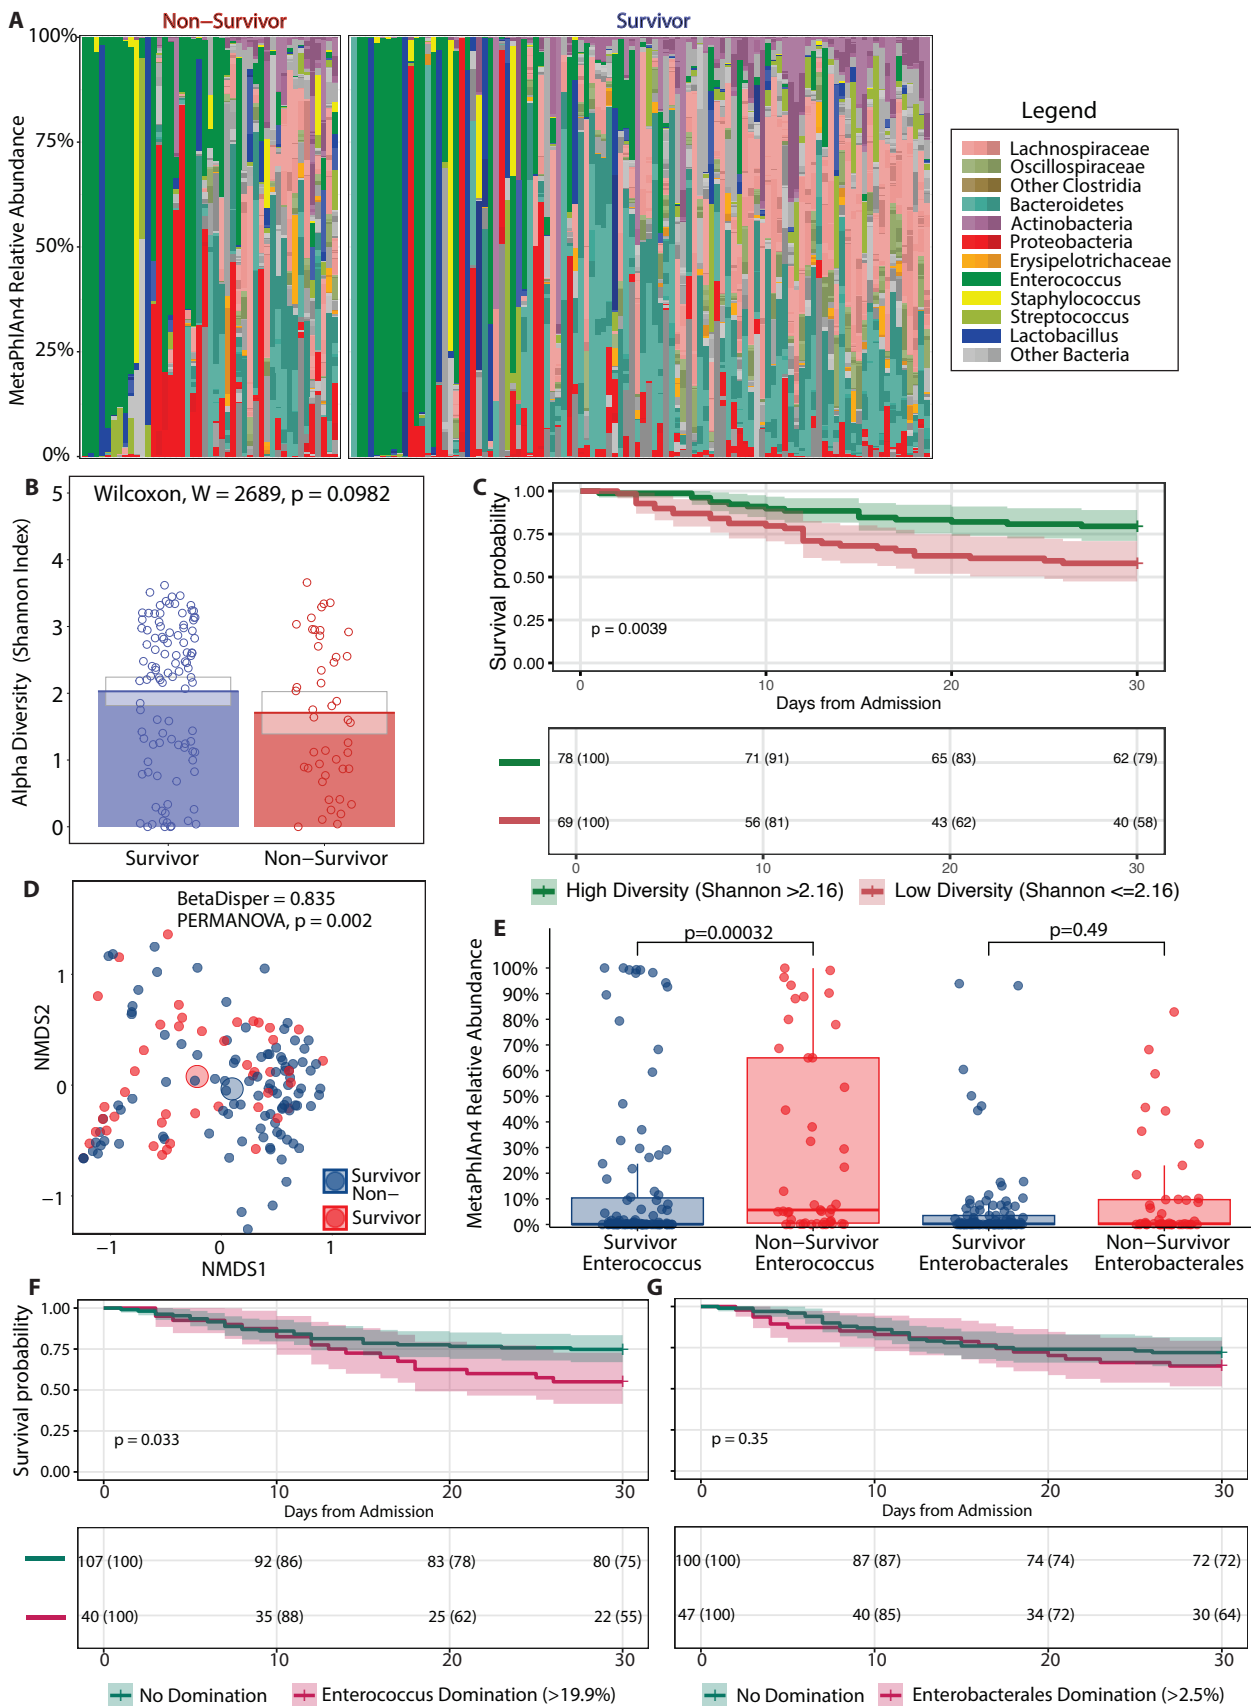 A
Non−Survivor
Survivor
MetaPhlAn4 Relative Abundance
100%
75%
50%
25%
0%
Legend
Lachnospiraceae
Oscillospiraceae
Other Clostridia
Bacteroidetes
Actinobacteria
Proteobacteria
Erysipelotrichaceae
Enterococcus
Staphylococcus
Streptococcus
Lactobacillus
Other Bacteria
B
Wilcoxon, W = 2689, p = 0.0982
Alpha Diversity (Shannon Index)
5
4
3
2
1
0
Survivor
Non−Survivor
C
Survival probability
1.00
0.75
0.50
0.25
0.00
p = 0.0039
0
10
20
30
Days from Admission
78 (100)
71 (91)
65 (83)
62 (79)
69 (100)
56 (81)
43 (62)
40 (58)
0
10
20
30
High Diversity (Shannon >2.16)
Low Diversity (Shannon <=2.16)
D
BetaDisper = 0.835
PERMANOVA, p = 0.002
NMDS2
1
0
−1
Survivor
Non−
Survivor
−1
0
1
NMDS1
E
p=0.00032
p=0.49
MetaPhlAn4 Relative Abundance
100%
90%
80%
70%
60%
50%
40%
30%
20%
10%
0%
Survivor
Enterococcus
Non−Survivor
Enterococcus
Survivor
Enterobacterales
Non−Survivor
Enterobacterales
F
Survival probability
1.00
0.75
0.50
0.25
0.00
p = 0.033
0
10
20
30
Days from Admission
107 (100)
92 (86)
83 (78)
80 (75)
40 (100)
35 (88)
25 (62)
22 (55)
0
10
20
30
No Domination
Enterococcus Domination (>19.9%)
G
p = 0.35
0
10
20
30
Days from Admission
100 (100)
87 (87)
74 (74)
72 (72)
47 (100)
40 (85)
34 (72)
30 (64)
0
10
20
30
No Domination
Enterobacterales Domination (>2.5%)